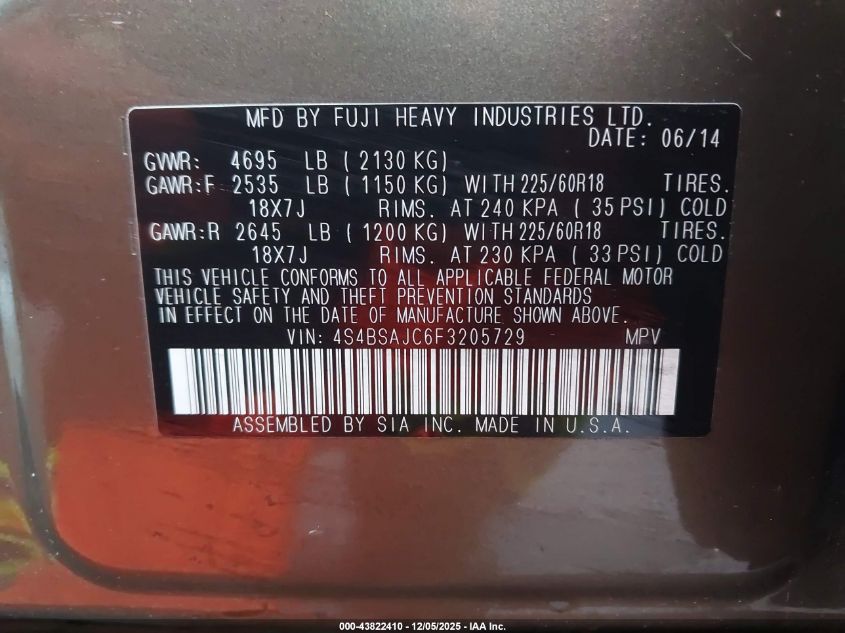 MFD BY FUJI HEAVY INDUSTRIES LTD.
DATE: 06/14
GVWR: 4695 LB ( 2130 KG)
GAWR:F 2535 LB ( 1150 KG) WITH 225/60R18 TIRES.
18X7J RIMS. AT 240 KPA ( 35 PSI) COLD
GAWR:R 2645 LB ( 1200 KG) WITH 225/60R18 TIRES.
18X7J RIMS. AT 230 KPA ( 33 PSI) COLD
THIS VEHICLE CONFORMS TO ALL APPLICABLE FEDERAL MOTOR
VEHICLE SAFETY AND THEFT PREVENTION STANDARDS
IN EFFECT ON THE DATE OF MANUFACTURE SHOWN ABOVE.
VIN: 4S4BSAJC6F3205729 MPV
ASSEMBLED BY SIA INC. MADE IN U.S.A.
000-43822410 - 12/05/2025 - IAA Inc.